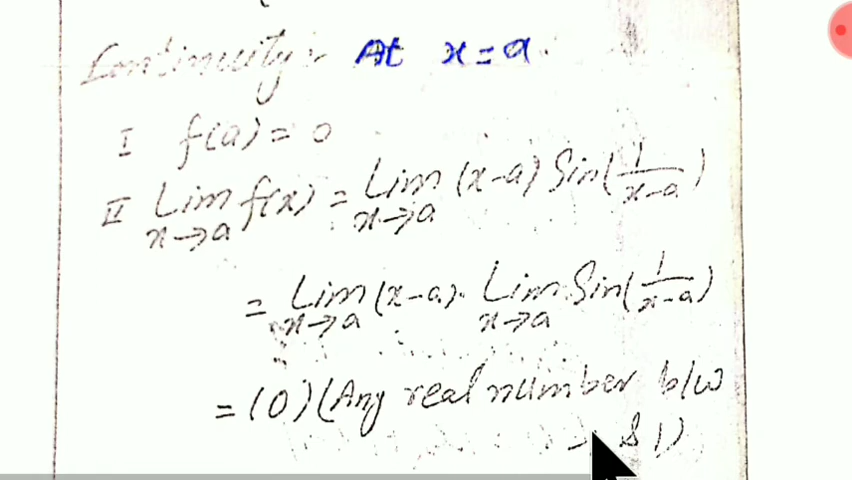 Continuity:- At x=a.
I f(a) = 0
II Lim x→a f(x) = Lim x→a (x-a) Sin(1/x-a)
= Lim x→a (x-a). Lim x→a Sin(1/x-a)
= (0)(Any real number b/w
& 1)